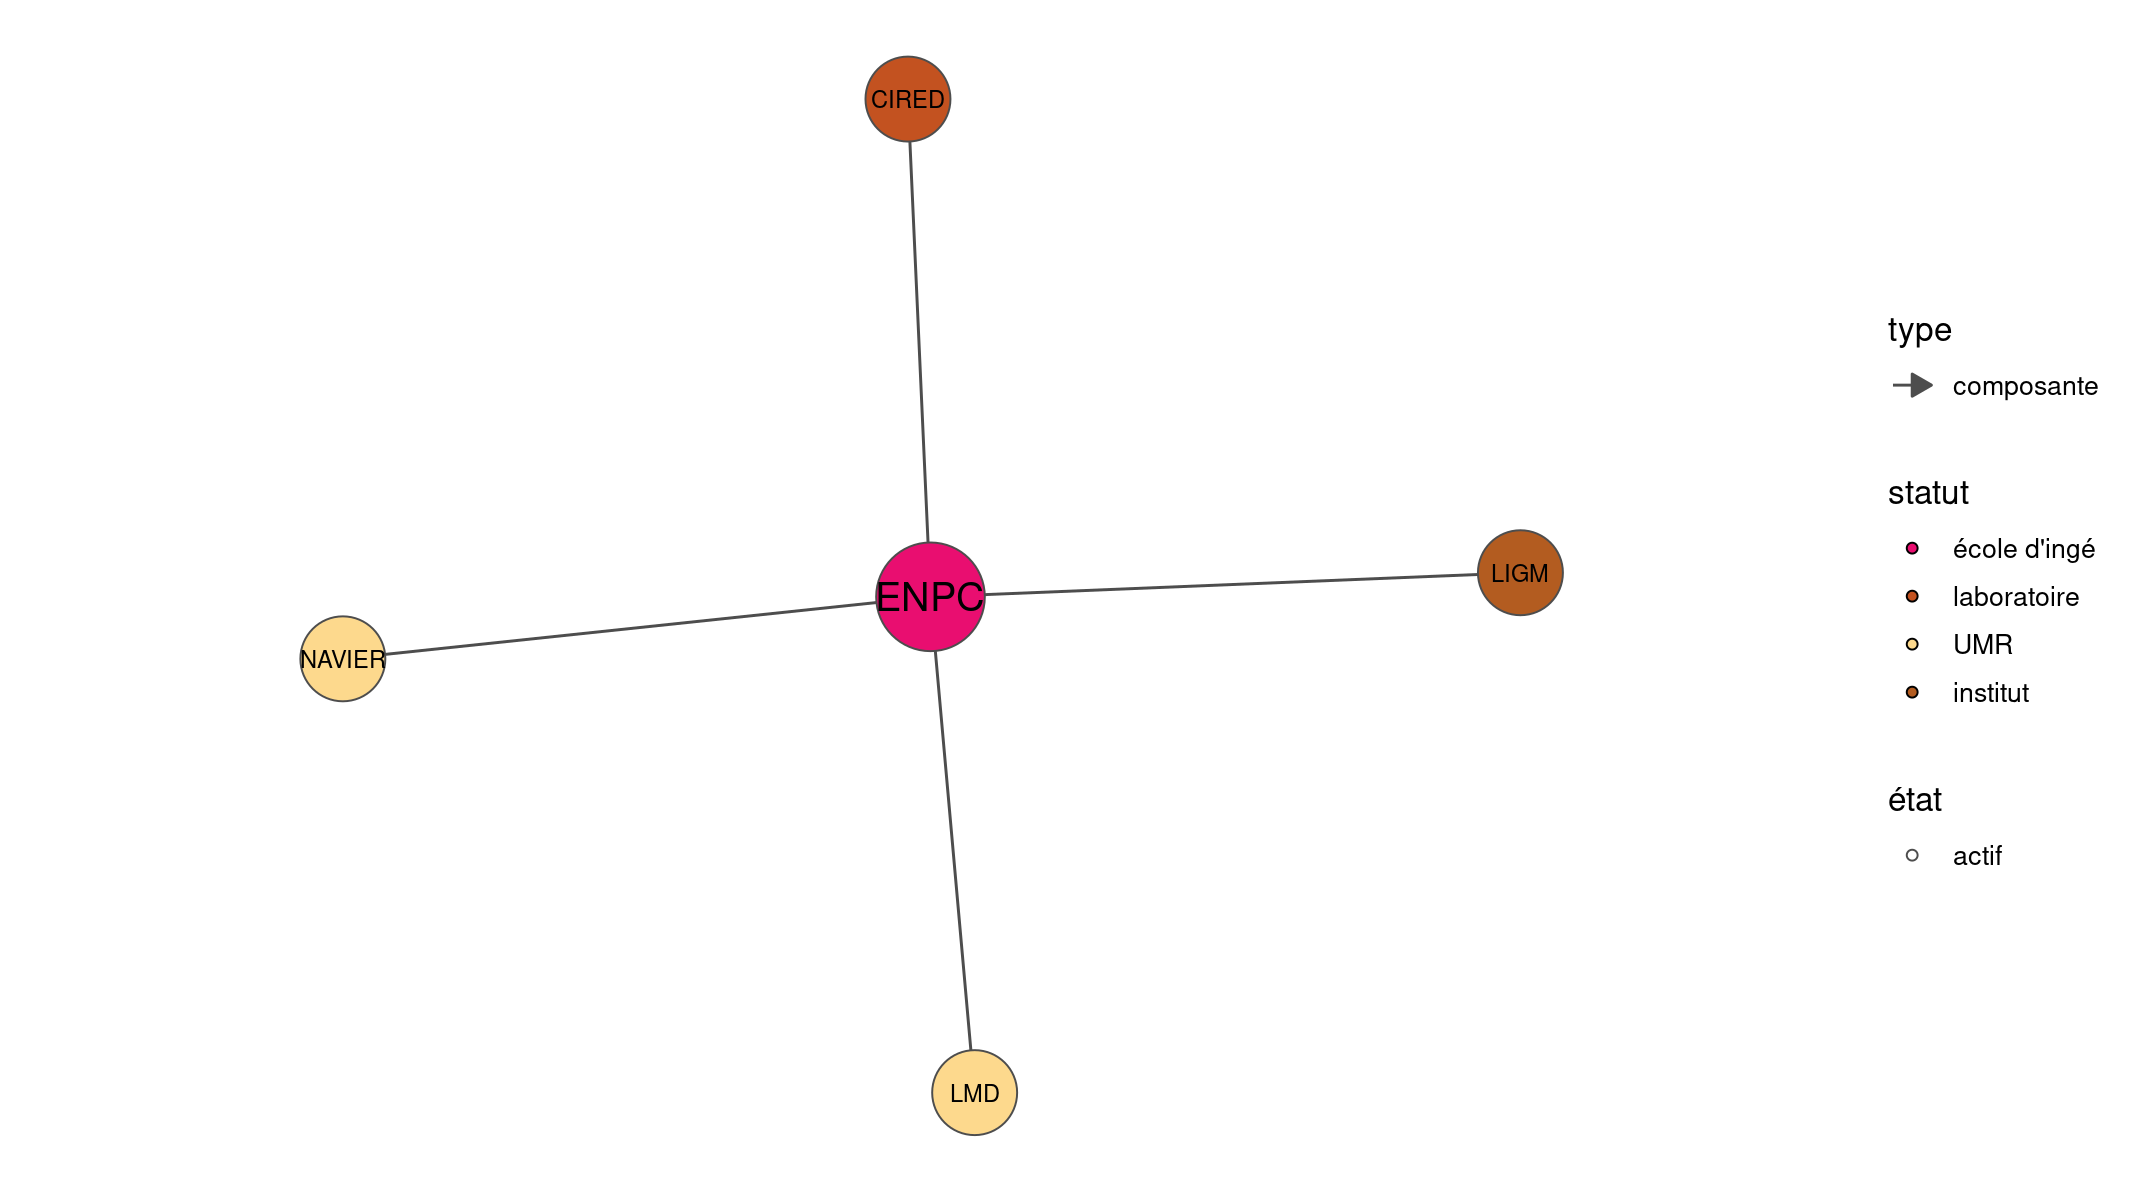 CIRED
ENPC
LIGM
NAVIER
LMD
type
composante
statut
école d'ingé
laboratoire
UMR
institut
état
actif